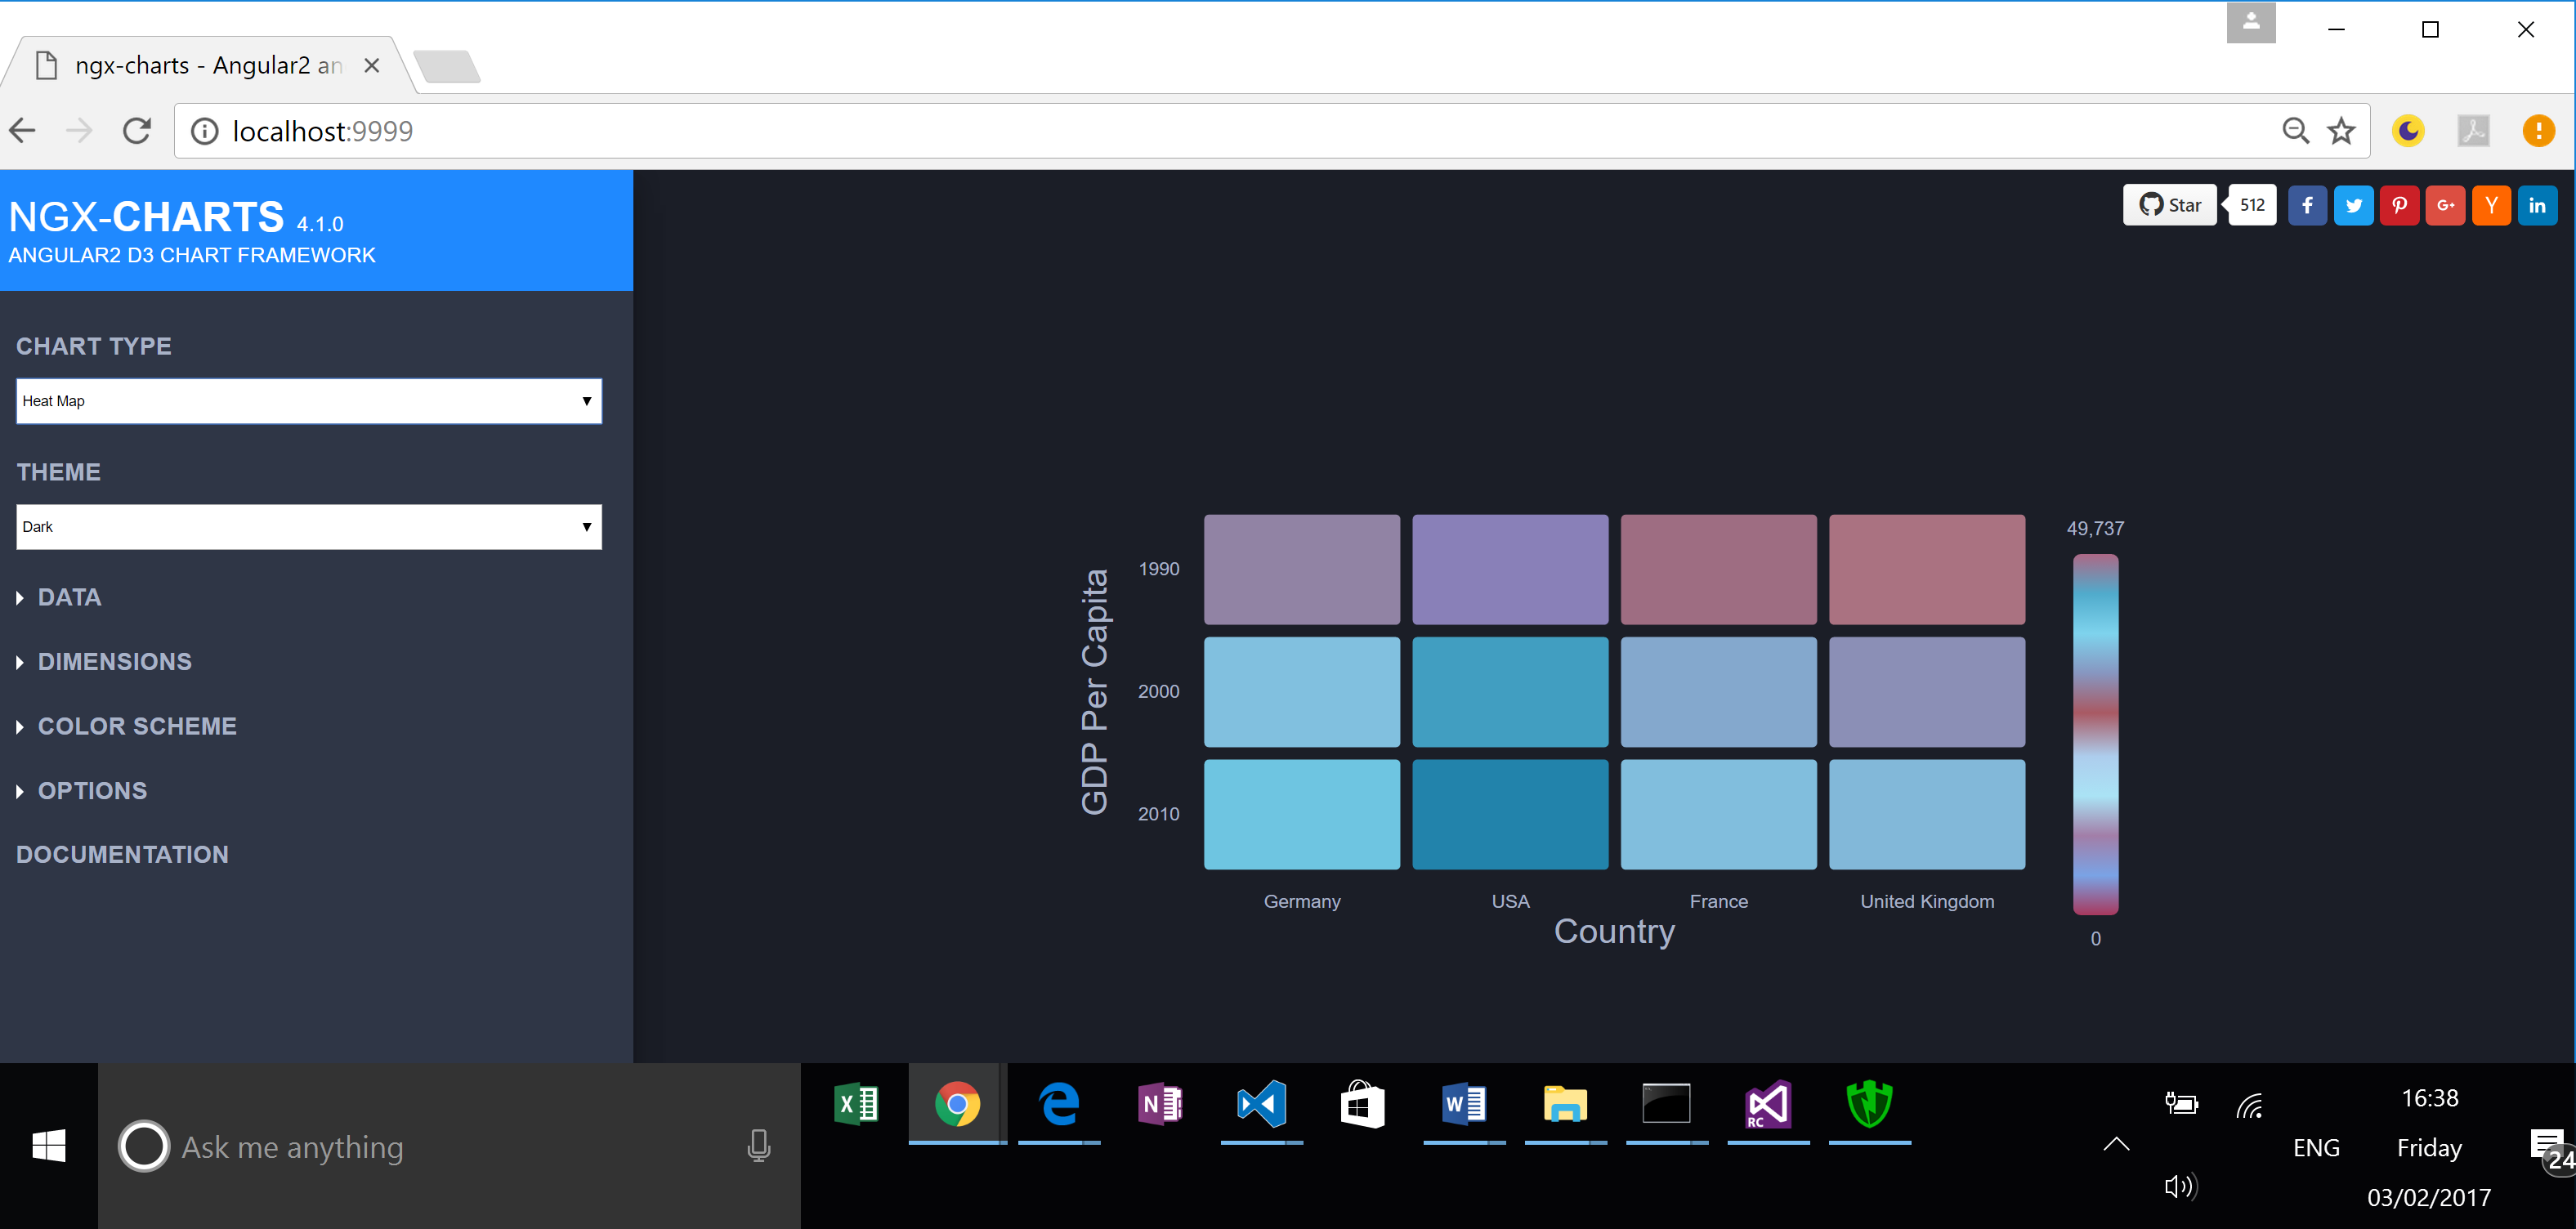 ngx-charts - Angular2 an
localhost:9999
NGX-CHARTS 4.1.0
ANGULAR2 D3 CHART FRAMEWORK
Star 512
CHART TYPE
Heat Map
THEME
Dark
DATA
DIMENSIONS
COLOR SCHEME
OPTIONS
DOCUMENTATION
GDP Per Capita
1990
2000
2010
Germany USA France United Kingdom
Country
49,737
0
Ask me anything
RC
16:38
ENG Friday
24
03/02/2017